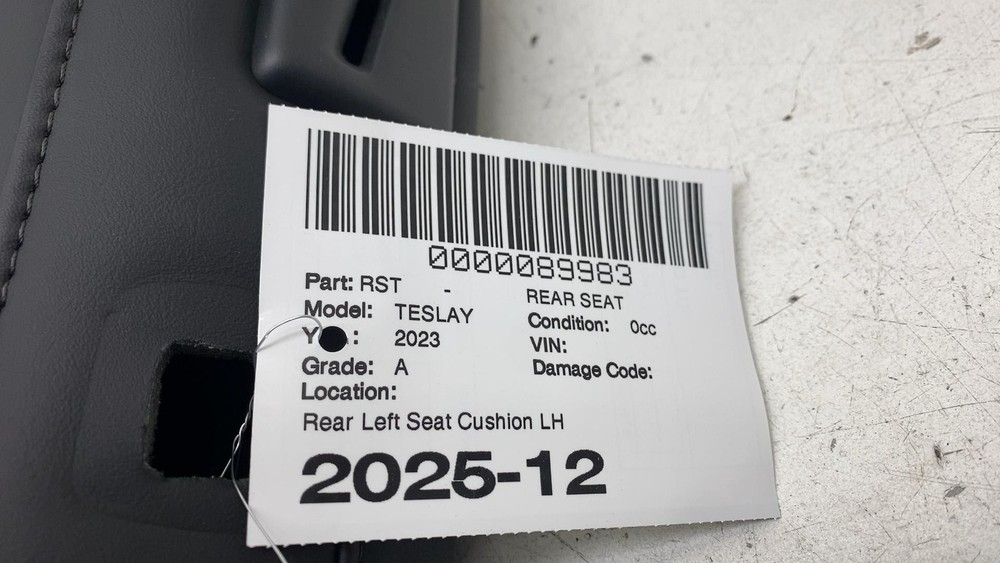 0000089983
Part: RST - REAR SEAT
Model: TESLAY Condition: 0cc
2023 VIN:
Grade: A Damage Code:
Location:
Rear Left Seat Cushion LH
2025-12